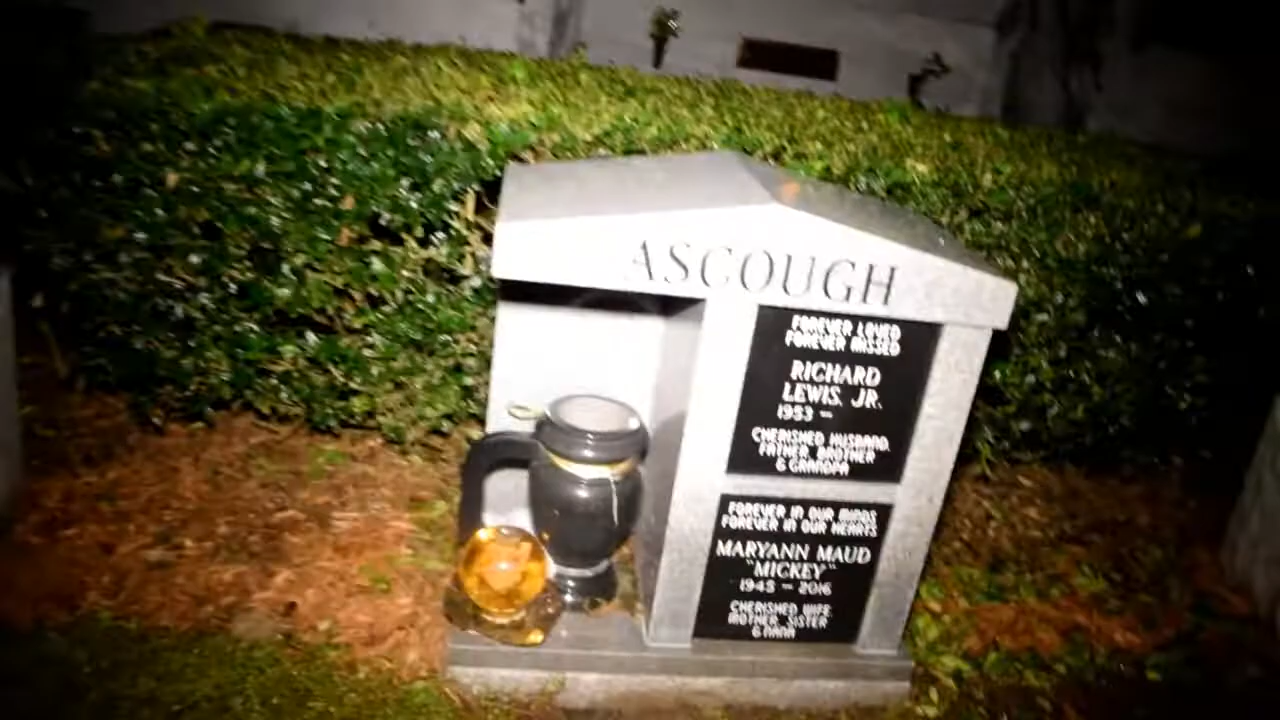 ASCOUGH
FOREVER LOVED
FOREVER MISSED
RICHARD
LEWIS, JR.
1953 –
CHERISHED HUSBAND,
FATHER, BROTHER
& GRANDPA
FOREVER IN OUR MINDS
FOREVER IN OUR HEARTS
MARYANN MAUD
"MICKEY"
1945 – 2016
CHERISHED WIFE,
MOTHER, SISTER
& NANA